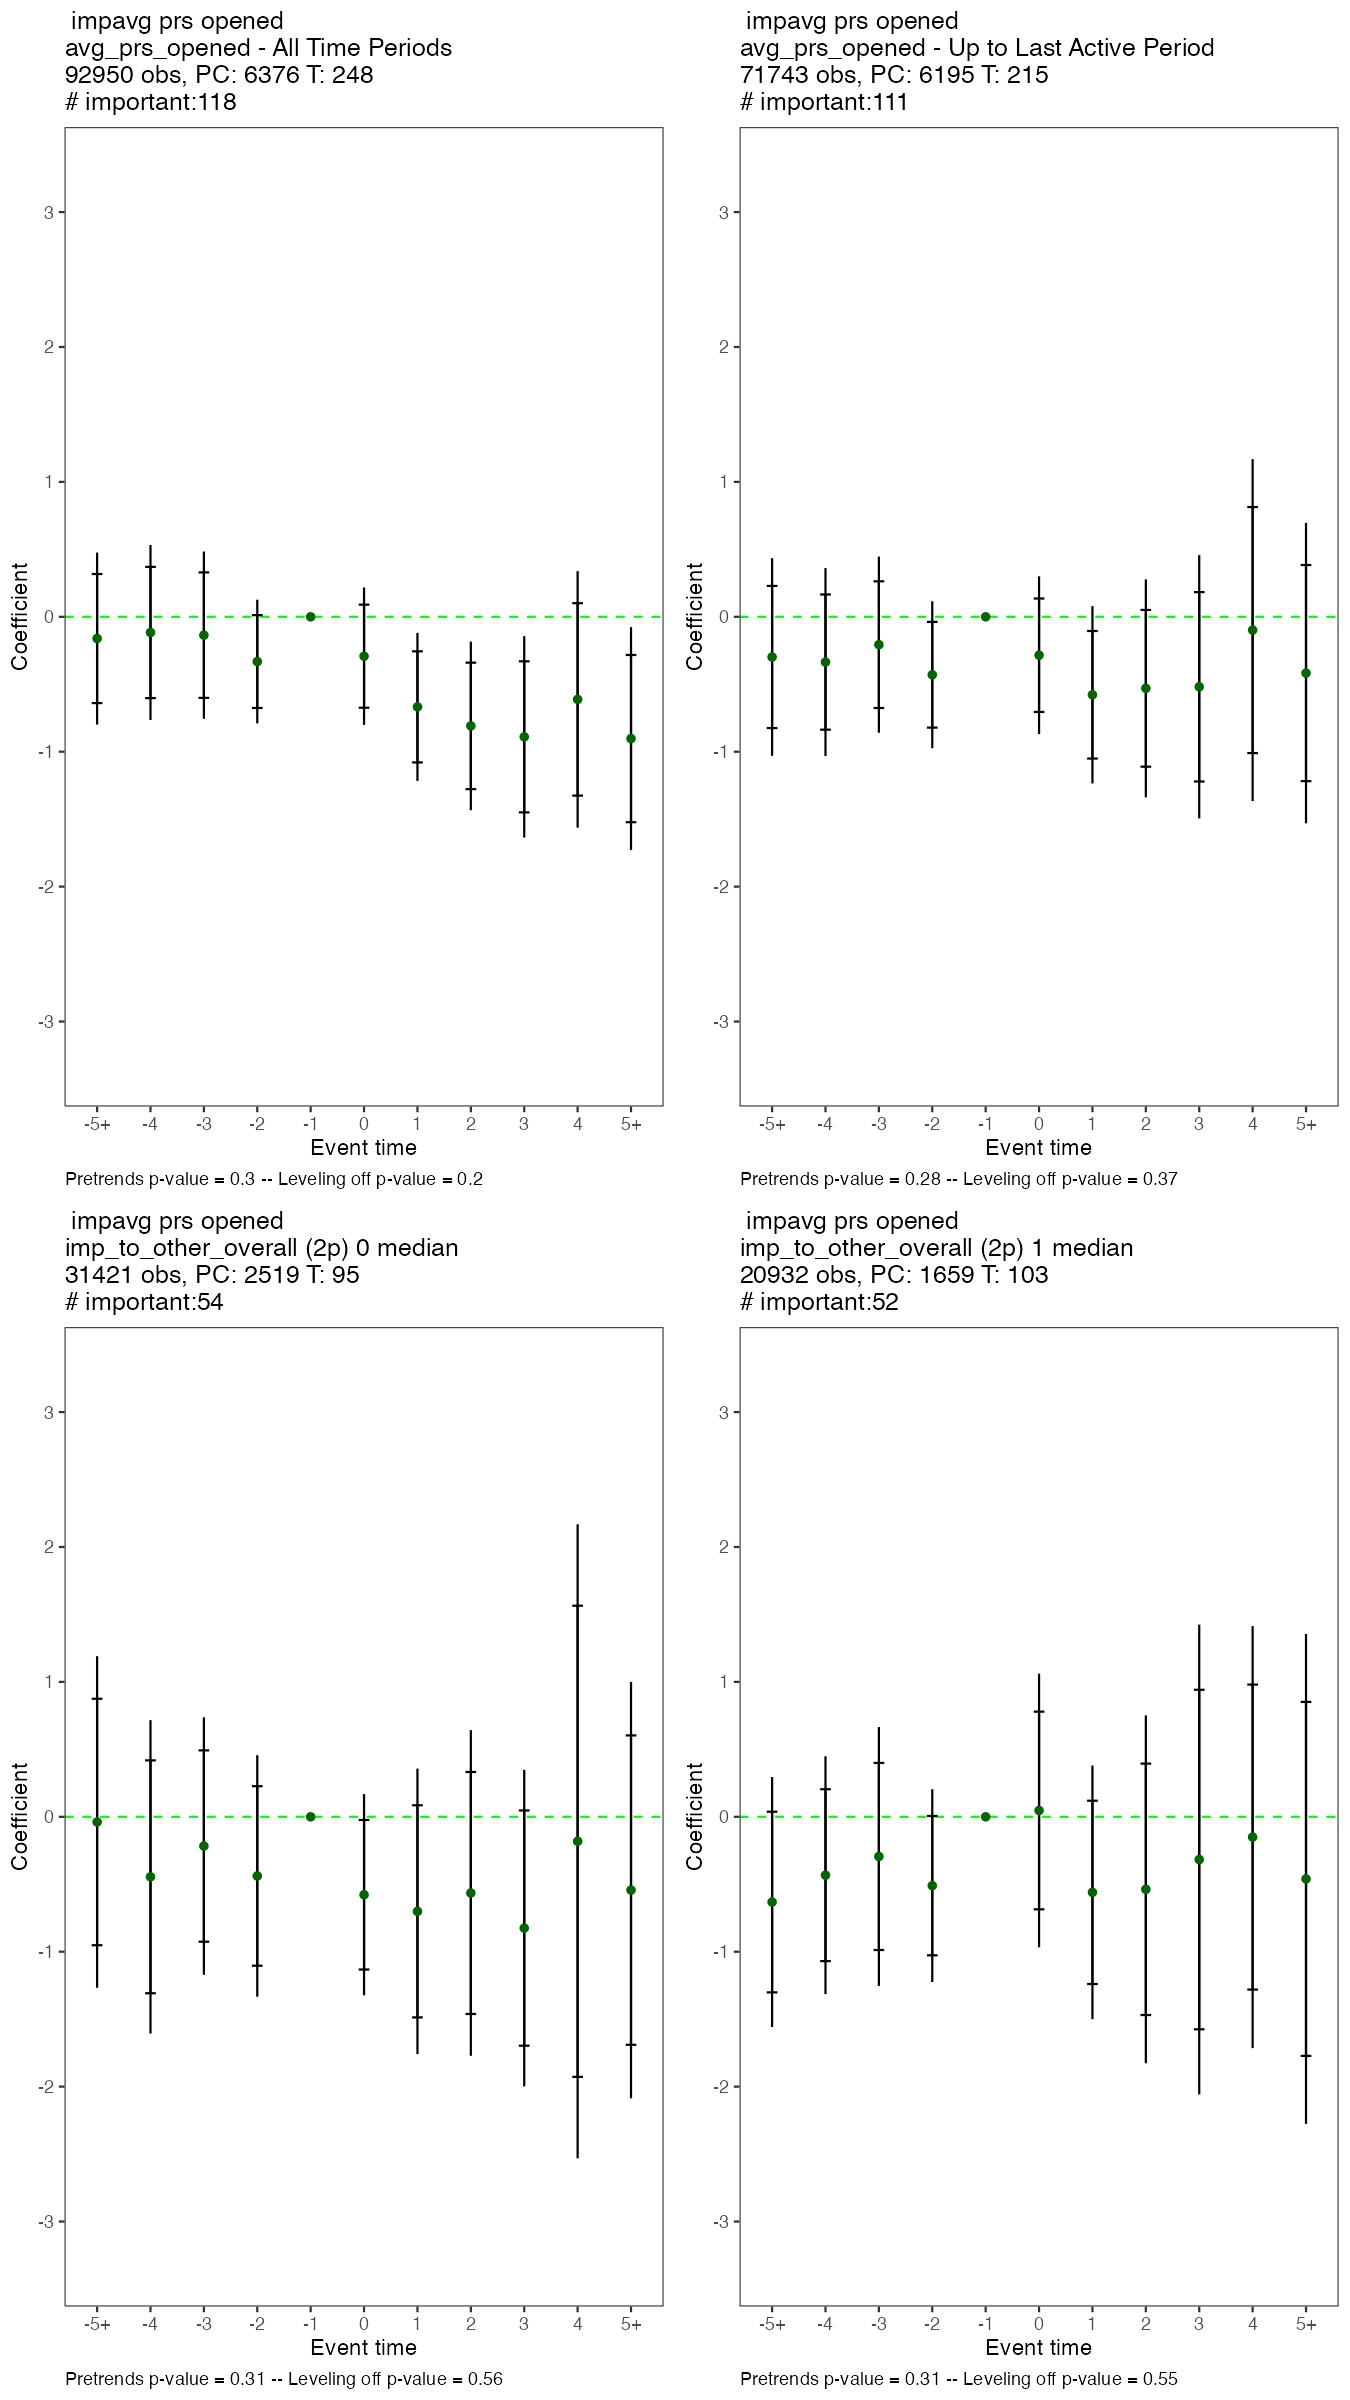 impavg prs opened
avg_prs_opened - All Time Periods
92950 obs, PC: 6376 T: 248
# important:118
3
2
1
0
-1
-2
-3
Coefficient
-5+ -4 -3 -2 -1 0 1 2 3 4 5+
Event time
Pretrends p-value = 0.3 -- Leveling off p-value = 0.2
impavg prs opened
avg_prs_opened - Up to Last Active Period
71743 obs, PC: 6195 T: 215
# important:111
3
2
1
0
-1
-2
-3
Coefficient
-5+ -4 -3 -2 -1 0 1 2 3 4 5+
Event time
Pretrends p-value = 0.28 -- Leveling off p-value = 0.37
impavg prs opened
imp_to_other_overall (2p) 0 median
31421 obs, PC: 2519 T: 95
# important:54
3
2
1
0
-1
-2
-3
Coefficient
-5+ -4 -3 -2 -1 0 1 2 3 4 5+
Event time
Pretrends p-value = 0.31 -- Leveling off p-value = 0.56
impavg prs opened
imp_to_other_overall (2p) 1 median
20932 obs, PC: 1659 T: 103
# important:52
3
2
1
0
-1
-2
-3
Coefficient
-5+ -4 -3 -2 -1 0 1 2 3 4 5+
Event time
Pretrends p-value = 0.31 -- Leveling off p-value = 0.55